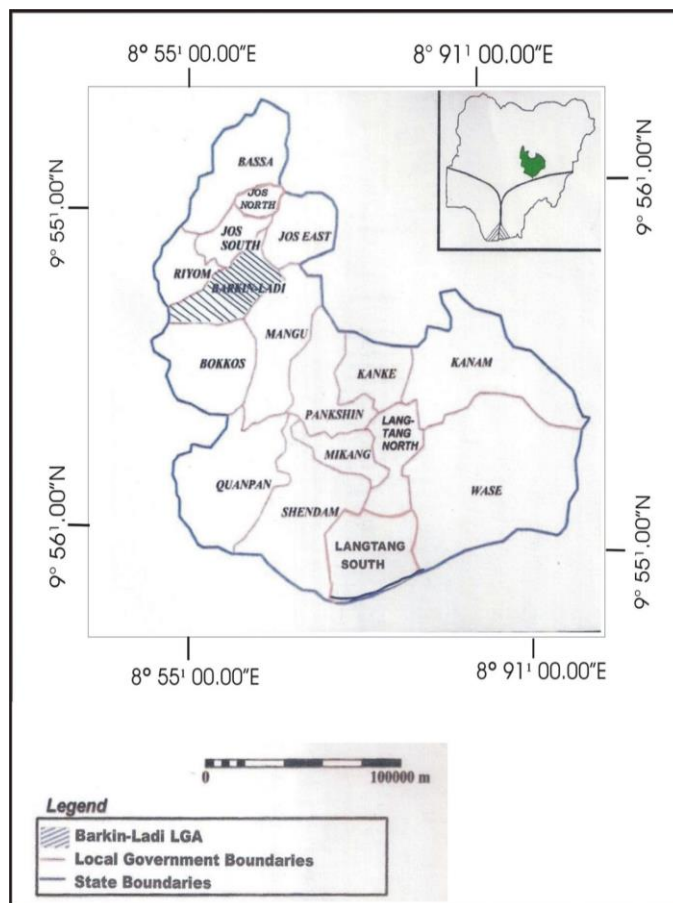 8° 55¹ 00.00"E
8° 91¹ 00.00"E
9° 55¹.00"N
9° 56¹.00"N
BASSA
JOS
NORTH
JOS
SOUTH
JOS EAST
RIYOM
BARKIN-LADI
MANGU
BOKKOS
KANKE
KANAM
PANKSHIN
LANG-
TANG
NORTH
MIKANG
QUANPAN
WASE
SHENDAM
LANGTANG
SOUTH
9° 56¹.00"N
9° 55¹.00"N
8° 55¹ 00.00"E
8° 91¹ 00.00"E
0
100000 m
Legend
Barkin-Ladi LGA
Local Government Boundaries
State Boundaries